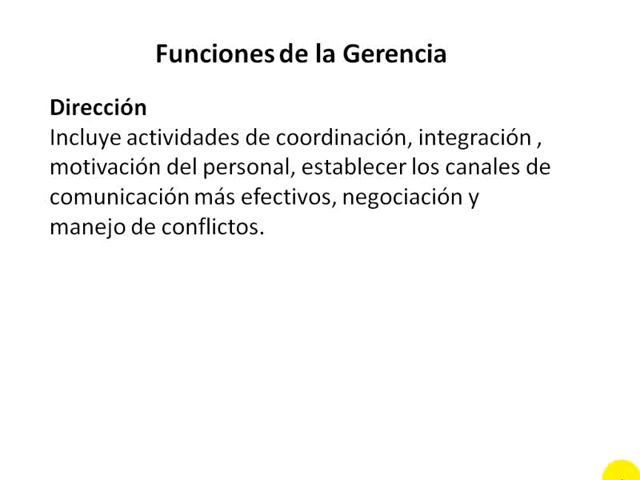 Funciones de la Gerencia
Dirección
Incluye actividades de coordinación, integración ,
motivación del personal, establecer los canales de
comunicación más efectivos, negociación y
manejo de conflictos.